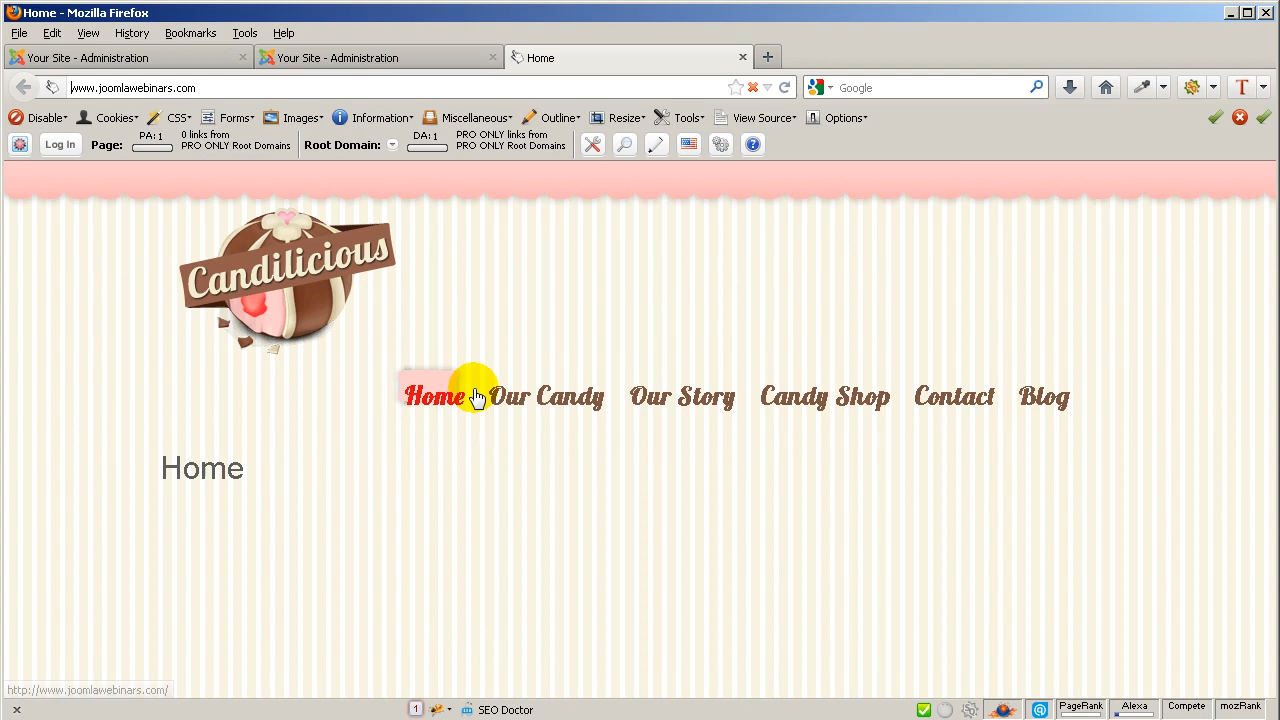 Home - Mozilla Firefox
File Edit View History Bookmarks Tools Help
Your Site - Administration Your Site - Administration Home
www.joomlawebinars.com Google T
Disable Cookies CSS Forms Images Information Miscellaneous Outline Resize Tools View Source Options
Log In Page: PA: 1 0 links from PRO ONLY Root Domains Root Domain: DA: 1 PRO ONLY links from PRO ONLY Root Domains
Candilicious
Home Our Candy Our Story Candy Shop Contact Blog
Home
http://www.joomlawebinars.com/
1 SEO Doctor PageRank Alexa Compete mozRank